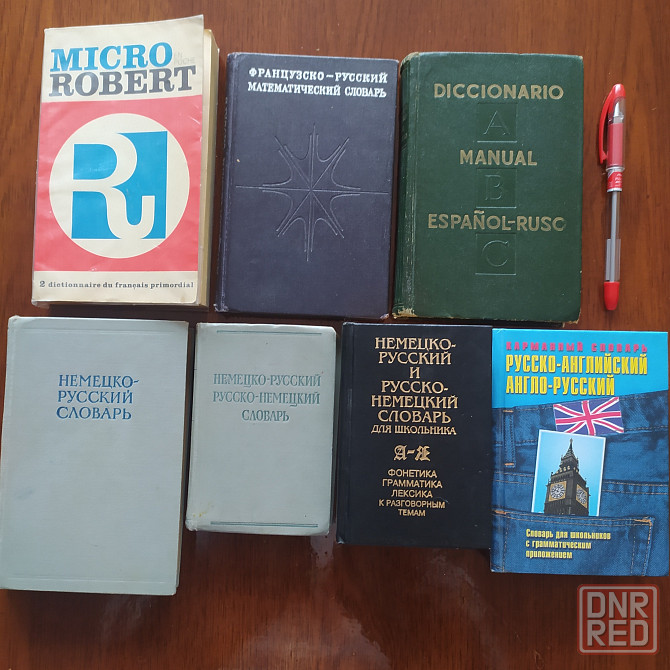 MICRO
ROBERT
R
2 dictionnaire du français primordial
ФРАНЦУЗСКО-РУССКИЙ
МАТЕМАТИЧЕСКИЙ СЛОВАРЬ
DICCIONARIO
A
MANUAL
B
ESPAÑOL-RUSO
C
НЕМЕЦКО-
РУССКИЙ
СЛОВАРЬ
НЕМЕЦКО-РУССКИЙ
РУССКО-НЕМЕЦКИЙ
СЛОВАРЬ
НЕМЕЦКО-
РУССКИЙ
И
РУССКО-
НЕМЕЦКИЙ
СЛОВАРЬ
ДЛЯ ШКОЛЬНИКА
А-Я
ФОНЕТИКА
ГРАММАТИКА
ЛЕКСИКА
К РАЗГОВОРНЫМ
ТЕМАМ
КАРМАННЫЙ СЛОВАРЬ
РУССКО-АНГЛИЙСКИЙ
АНГЛО-РУССКИЙ
Словарь для школьников
с грамматическим
приложением
DNR
RED